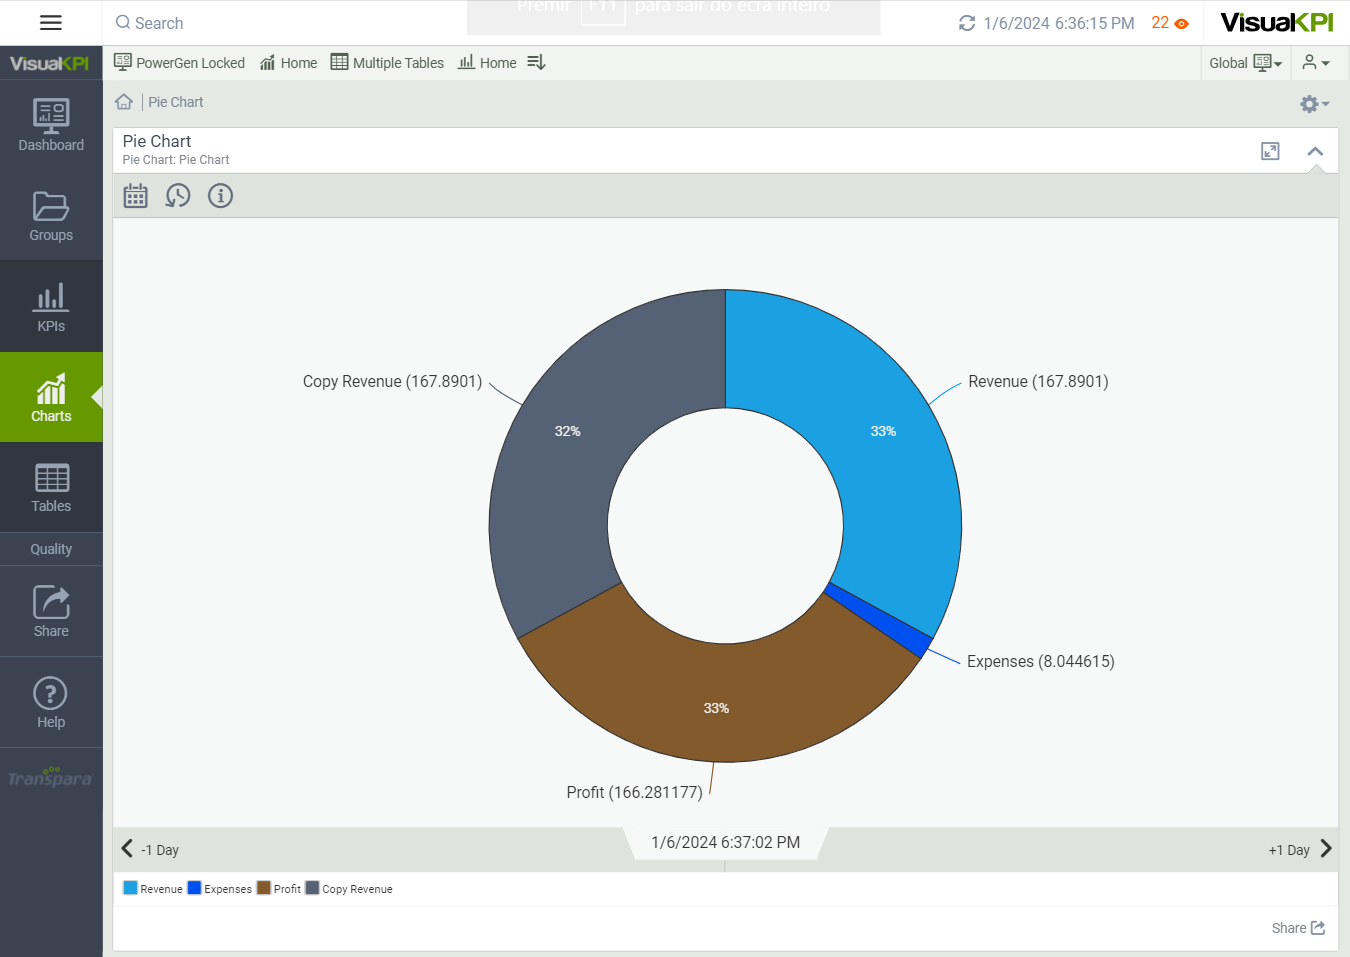 Premir F11 para sair do ecrã inteiro
Search
1/6/2024 6:36:15 PM
22
VisualKPI
VisualKPI
PowerGen Locked
Home
Multiple Tables
Home
Global
Pie Chart
Dashboard
Groups
KPIs
Charts
Tables
Quality
Share
Help
Transpara
Pie Chart
Pie Chart: Pie Chart
Copy Revenue (167.8901)
Revenue (167.8901)
32%
33%
Expenses (8.044615)
33%
Profit (166.281177)
-1 Day
1/6/2024 6:37:02 PM
+1 Day
Revenue
Expenses
Profit
Copy Revenue
Share